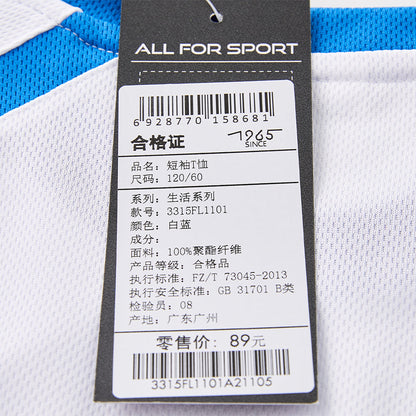 ALL FOR SPORT
6 928770 158681
合格证
1965
SINCE
品名: 短袖T恤
尺码: 120/60
系列: 生活系列
款号: 3315FL1101
颜色: 白蓝
成分:
面料: 100%聚酯纤维
产品等级: 合格品
执行标准: FZ/T 73045-2013
执行安全标准: GB 31701 B类
检验员: 08
产地: 广东广州
零售价: 89元
3315FL1101A21105